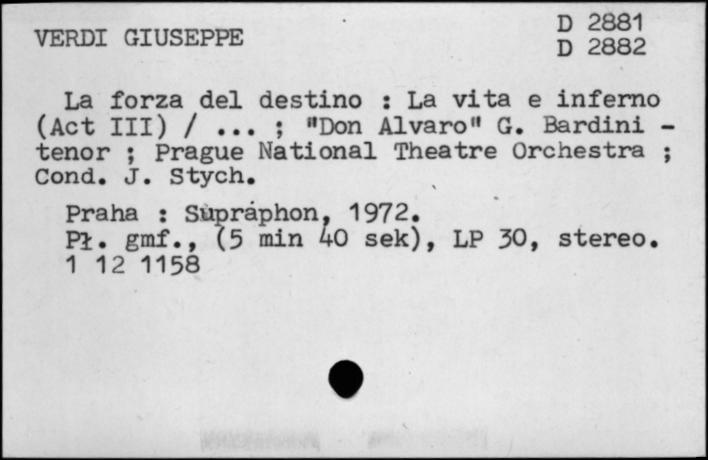 VERDI GIUSEPPE
D 2881
D 2882
La forza del destino : La vita e inferno
(Act III) / ... ; "Don Alvaro" G. Bardini -
tenor ; Prague National Theatre Orchestra ;
Cond. J. Stych.
Praha : Supraphon, 1972.
Pł. gmf., (5 min 40 sek), LP 30, stereo.
1 12 1158